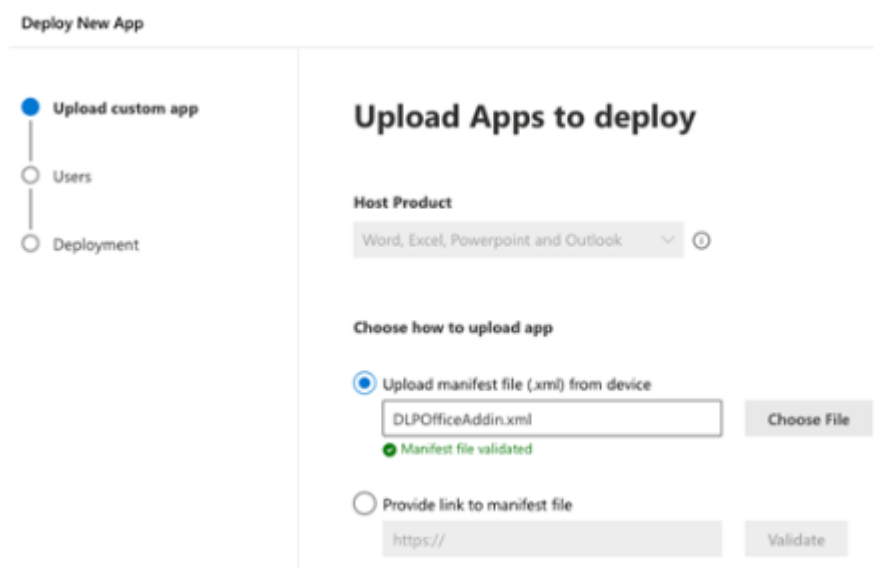 Deploy New App
Upload custom app
Users
Deployment
Upload Apps to deploy
Host Product
Word, Excel, Powerpoint and Outlook
Choose how to upload app
Upload manifest file (.xml) from device
DLPOfficeAddin.xml
Choose File
Manifest file validated
Provide link to manifest file
https://
Validate